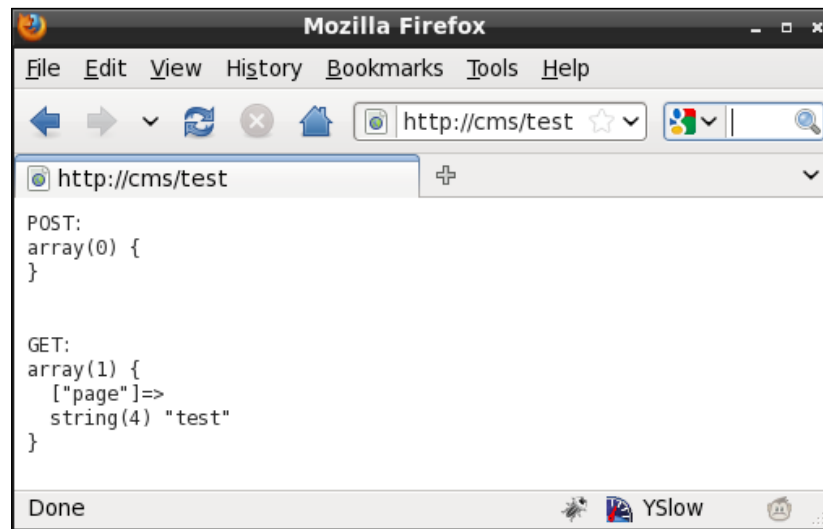 Mozilla Firefox
File Edit View History Bookmarks Tools Help
http://cms/test
http://cms/test
POST:
array(0) {
}
GET:
array(1) {
  ["page"]=>
  string(4) "test"
}
Done YSlow